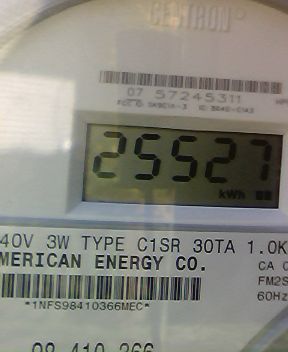 CENTRON®
07 57245311
25527
kWh
40V 3W TYPE C1SR 30TA 1.0K
MERICAN ENERGY CO.
CA 0
FM2S
60Hz
*1NFS98410366MEC*
98 410 366